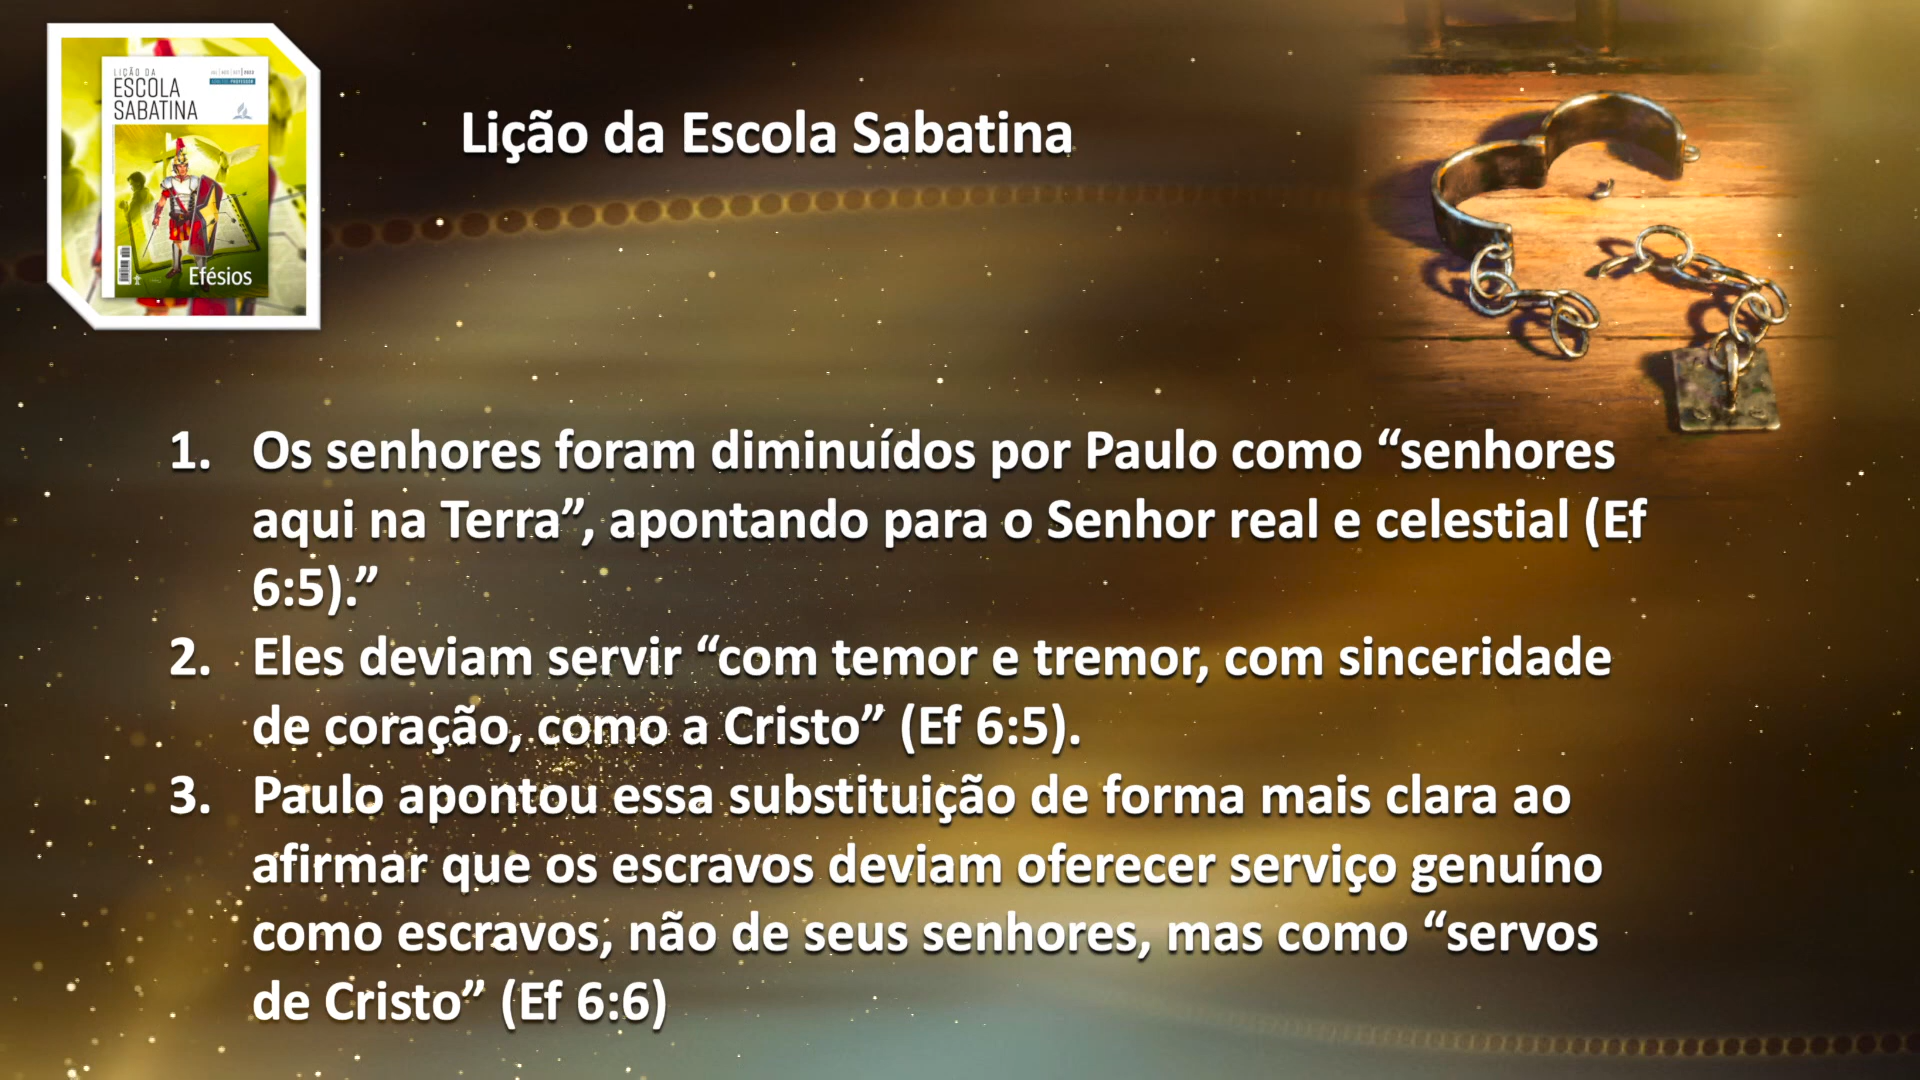 LIÇÃO DA
ESCOLA
SABATINA
Efésios
Lição da Escola Sabatina
1. Os senhores foram diminuídos por Paulo como “senhores
aqui na Terra”, apontando para o Senhor real e celestial (Ef
6:5).”
2. Eles deviam servir “com temor e tremor, com sinceridade
de coração, como a Cristo” (Ef 6:5).
3. Paulo apontou essa substituição de forma mais clara ao
afirmar que os escravos deviam oferecer serviço genuíno
como escravos, não de seus senhores, mas como “servos
de Cristo” (Ef 6:6)